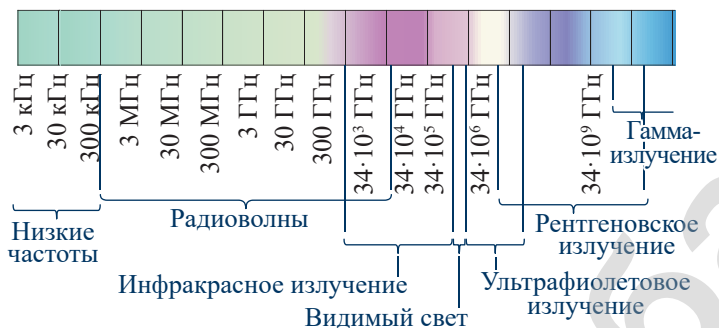 3 кГц
30 кГц
300 кГц
3 МГц
30 МГц
300 МГц
3 ГГц
30 ГГц
300 ГГц
34·10³ ГГц
34·10⁴ ГГц
34·10⁵ ГГц
34·10⁶ ГГц
34·10⁹ ГГц
Гамма-
излучение
Низкие
частоты
Радиоволны
Рентгеновское
излучение
Инфракрасное излучение
Ультрафиолетовое
излучение
Видимый свет